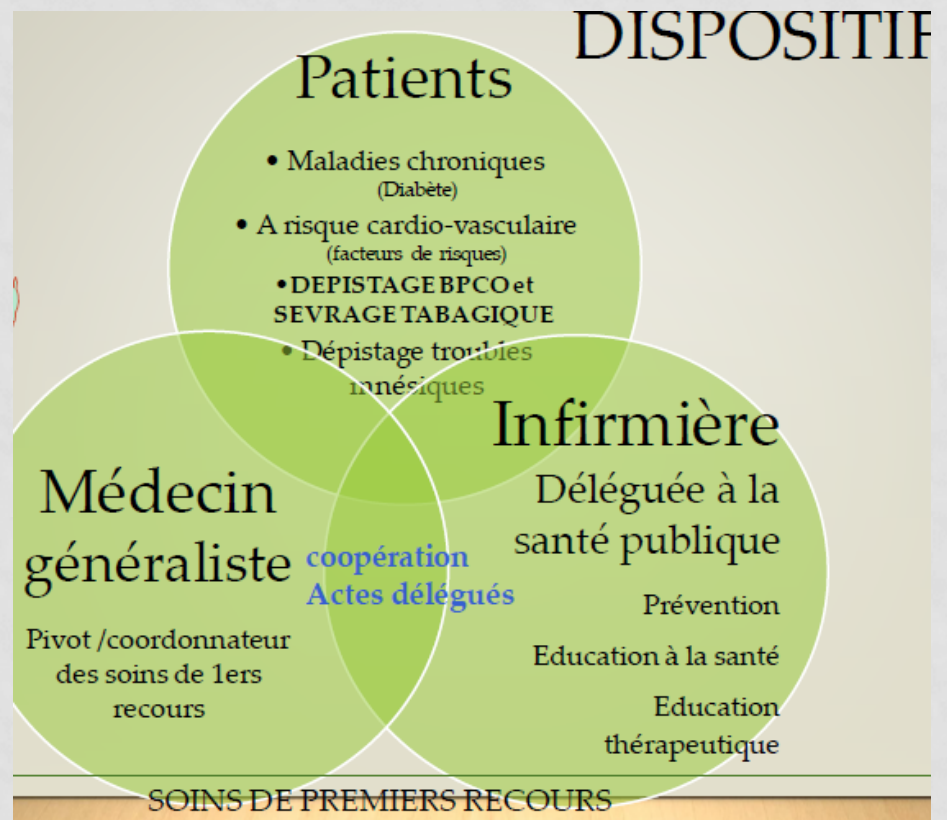 DISPOSITIF
Patients
• Maladies chroniques
(Diabète)
• A risque cardio-vasculaire
(facteurs de risques)
• DEPISTAGE BPCO et
SEVRAGE TABAGIQUE
• Dépistage troubles
mnésiques
Médecin
généraliste
Pivot /coordonnateur
des soins de 1ers
recours
coopération
Actes délégués
Infirmière
Déléguée à la
santé publique
Prévention
Education à la santé
Education
thérapeutique
SOINS DE PREMIERS RECOURS